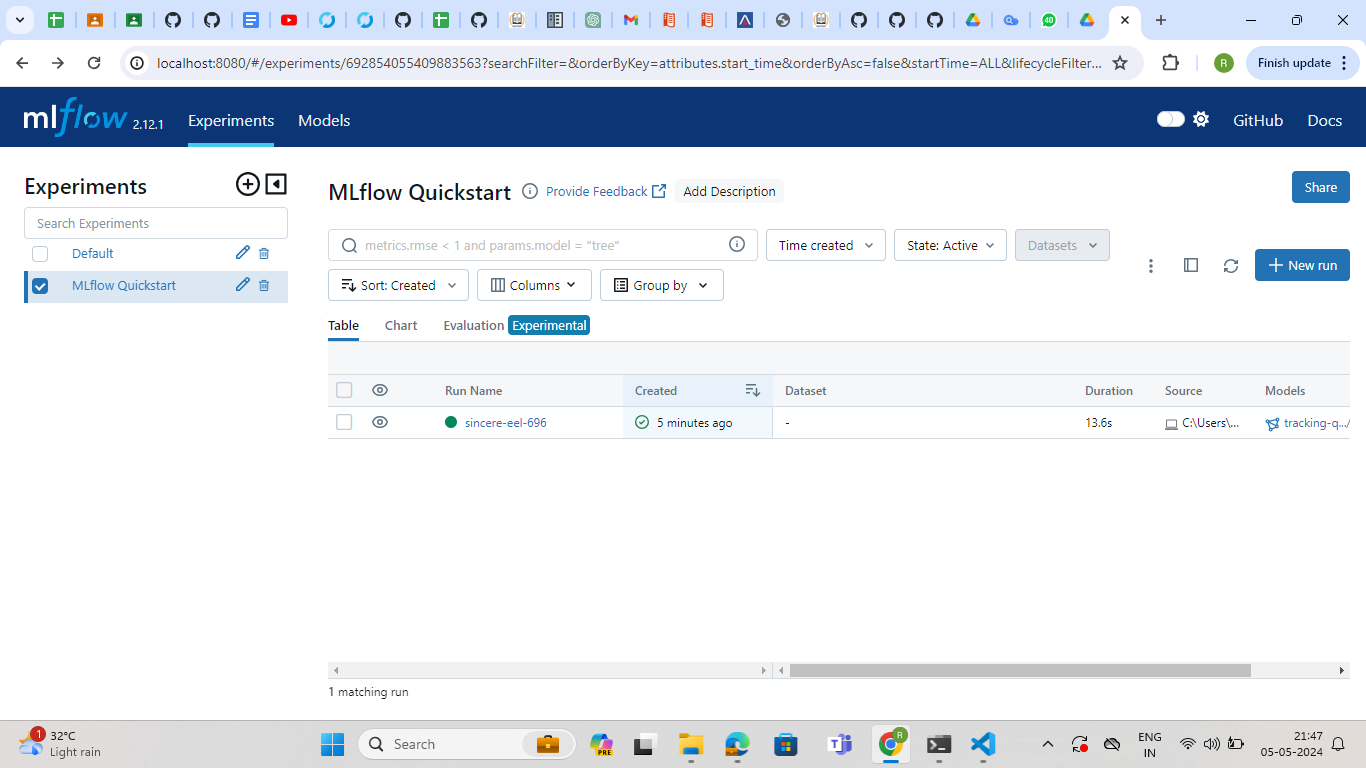 localhost:8080/#/experiments/692854055409883563?searchFilter=&orderByKey=attributes.start_time&orderByAsc=false&startTime=ALL&lifecycleFilter...
R
Finish update
mlflow 2.12.1
Experiments
Models
GitHub
Docs
Experiments
Search Experiments
Default
MLflow Quickstart
MLflow Quickstart
Provide Feedback
Add Description
Share
metrics.rmse < 1 and params.model = "tree"
Time created
State: Active
Datasets
New run
Sort: Created
Columns
Group by
Table
Chart
Evaluation Experimental
Run Name
Created
Dataset
Duration
Source
Models
sincere-eel-696
5 minutes ago
-
13.6s
C:\Users\...
tracking-q.../
1 matching run
1
32°C
Light rain
Search
PRE
R
ENG
IN
21:47
05-05-2024